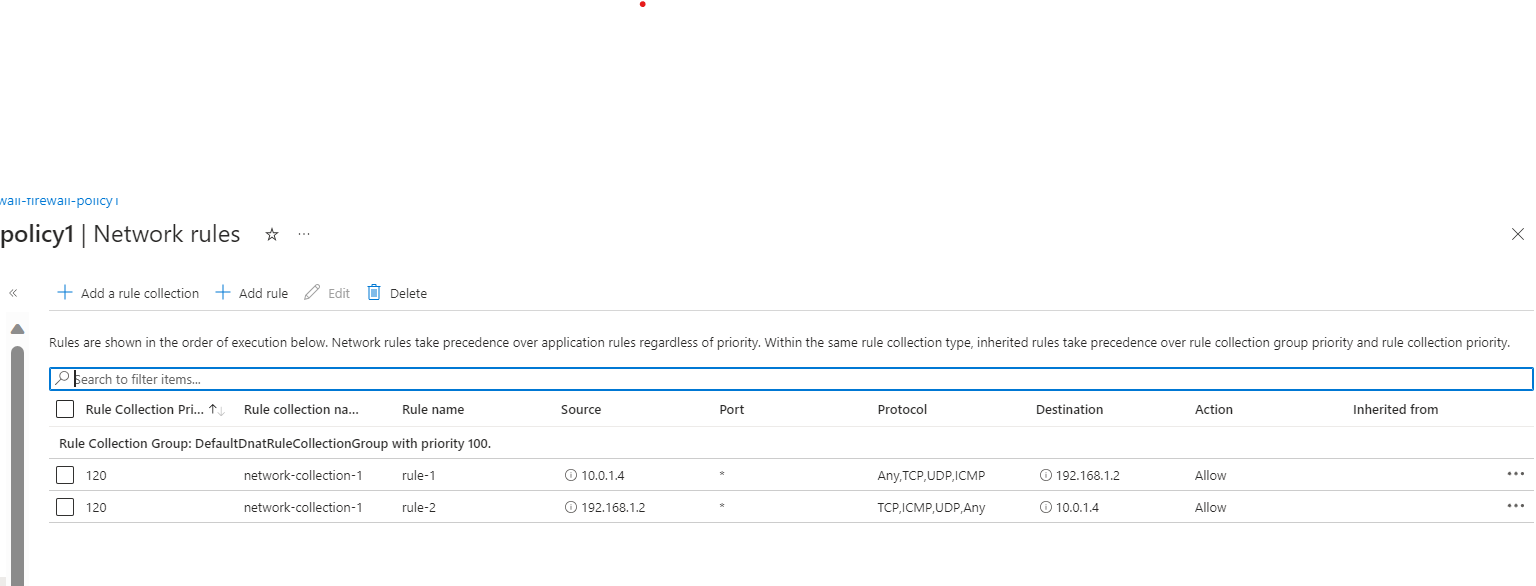 wall-firewall-policy1
policy1 | Network rules
Add a rule collection Add rule Edit Delete
Rules are shown in the order of execution below. Network rules take precedence over application rules regardless of priority. Within the same rule collection type, inherited rules take precedence over rule collection group priority and rule collection priority.
Search to filter items...
Rule Collection Pri... Rule collection na... Rule name Source Port Protocol Destination Action Inherited from
Rule Collection Group: DefaultDnatRuleCollectionGroup with priority 100.
120 network-collection-1 rule-1 10.0.1.4 * Any,TCP,UDP,ICMP 192.168.1.2 Allow
120 network-collection-1 rule-2 192.168.1.2 * TCP,ICMP,UDP,Any 10.0.1.4 Allow